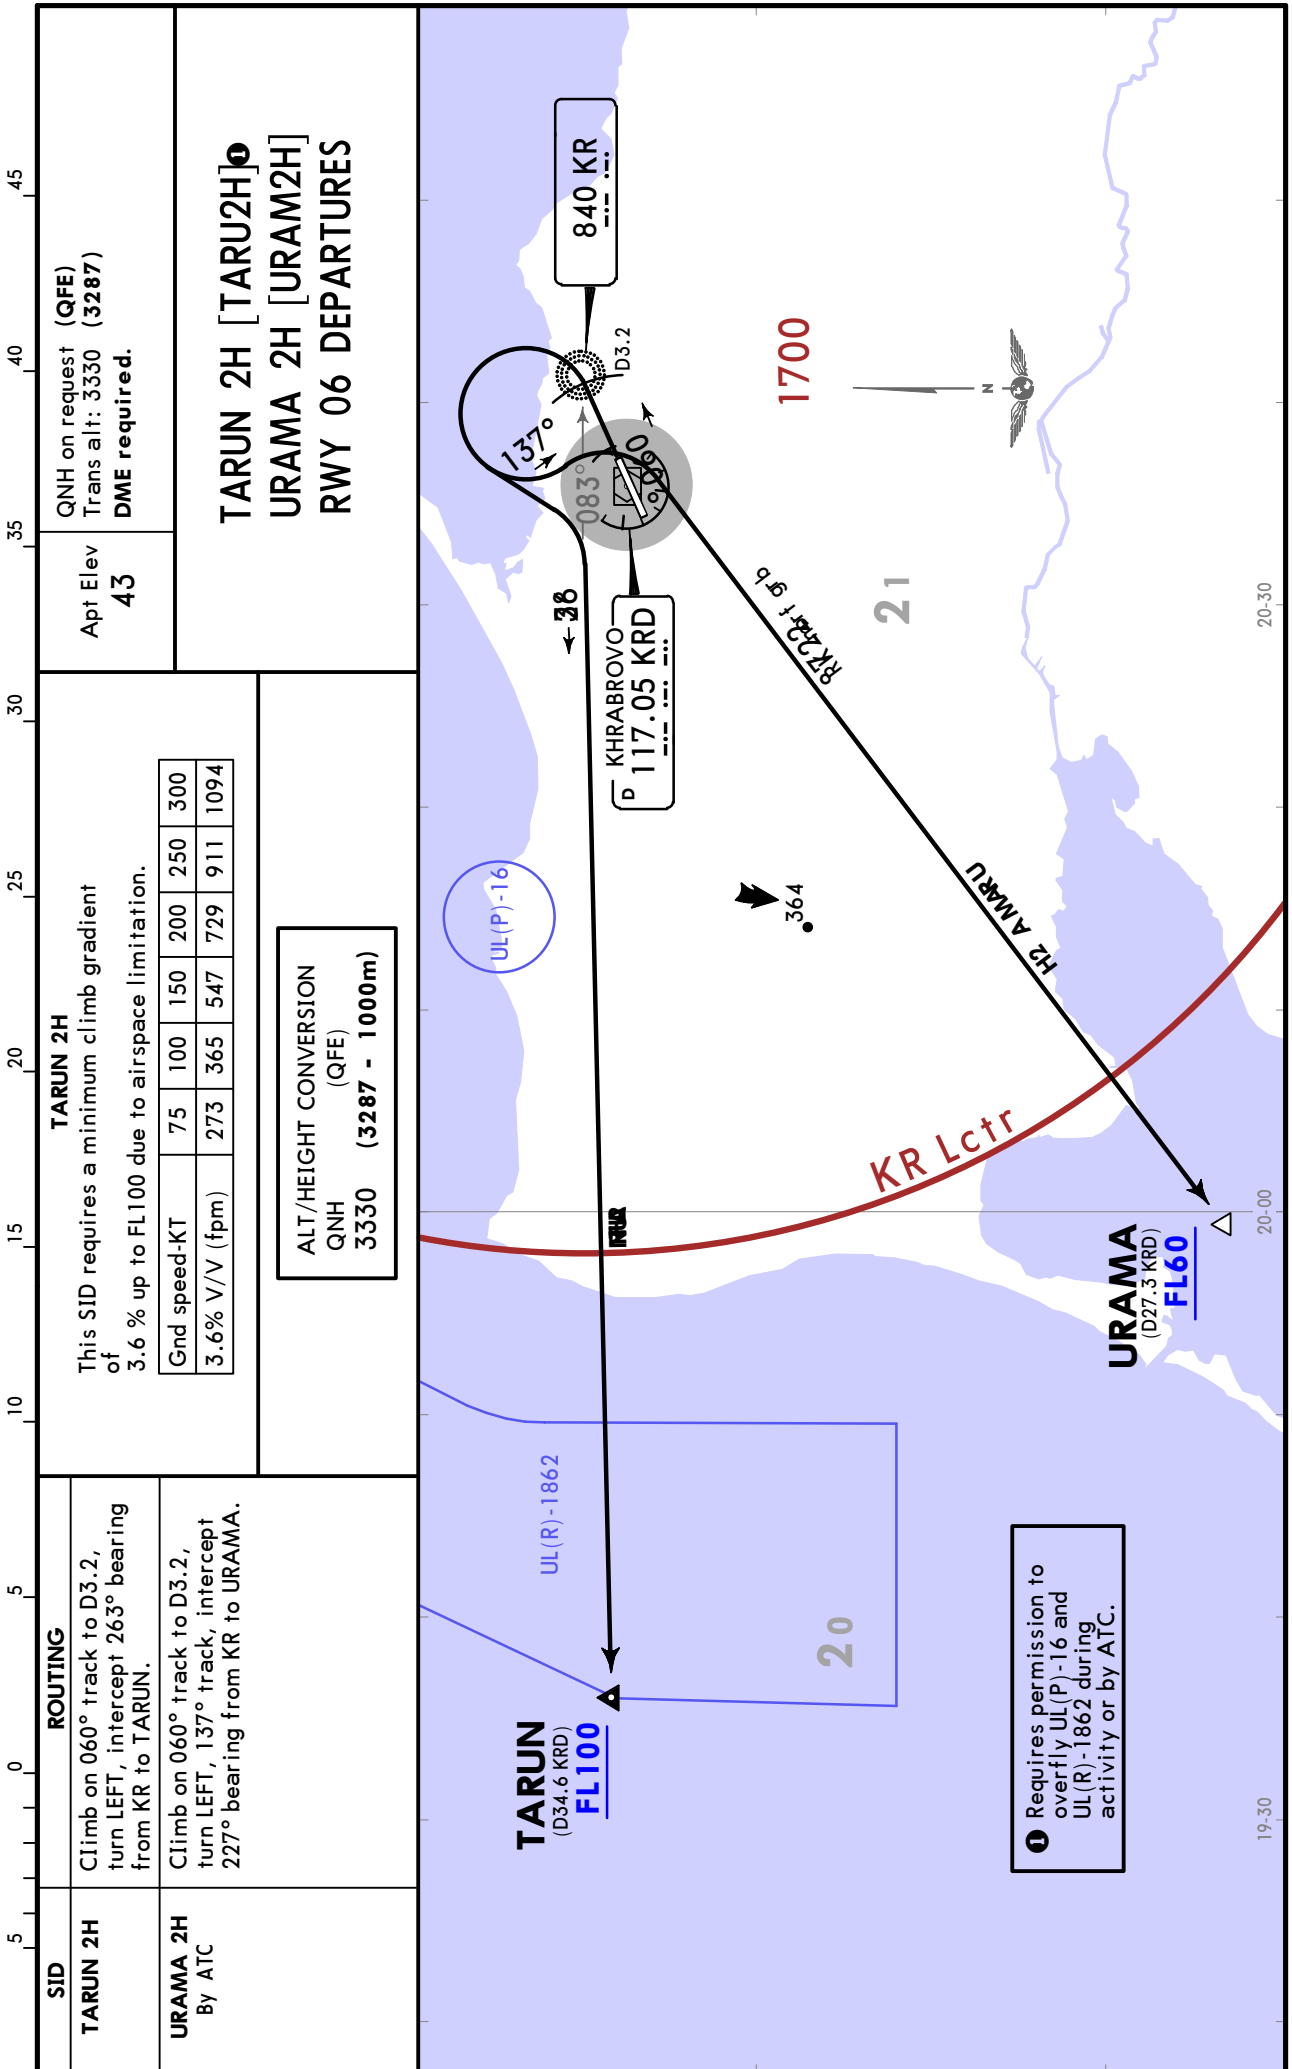 5
0
5
10
15
20
25
30
35
40
45
SID
ROUTING
TARUN 2H
Climb on 060° track to D3.2,
turn LEFT, intercept 263° bearing
from KR to TARUN.
URAMA 2H
By ATC
Climb on 060° track to D3.2,
turn LEFT, 137° track, intercept
227° bearing from KR to URAMA.
TARUN 2H
This SID requires a minimum climb gradient
of
3.6 % up to FL100 due to airspace limitation.
Gnd speed-KT 75 100 150 200 250 300
3.6% V/V (fpm) 273 365 547 729 911 1094
ALT/HEIGHT CONVERSION
QNH (QFE)
3330 (3287 - 1000m)
Apt Elev
43
QNH on request (QFE)
Trans alt: 3330 (3287)
DME required.
TARUN 2H [TARU2H]❶
URAMA 2H [URAM2H]
RWY 06 DEPARTURES
840 KR
D3.2
137°
083°
060°
D KHRABROVO
117.05 KRD
UL(P)-16
364
1700
N
21
KR Lctr
UL(R)-1862
20
TARUN
(D34.6 KRD)
FL100
URAMA
(D27.3 KRD)
FL60
❶ Requires permission to
overfly UL(P)-16 and
UL(R)-1862 during
activity or by ATC.
19-30
20-00
20-30